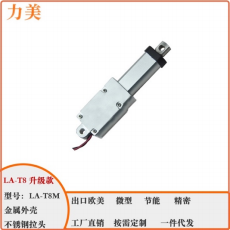 力美
LA-T8 升级款
型号：LA-T8M
金属外壳
不锈钢拉头
出口欧美 微型 节能 精密
工厂直销 按需定制 一件代发